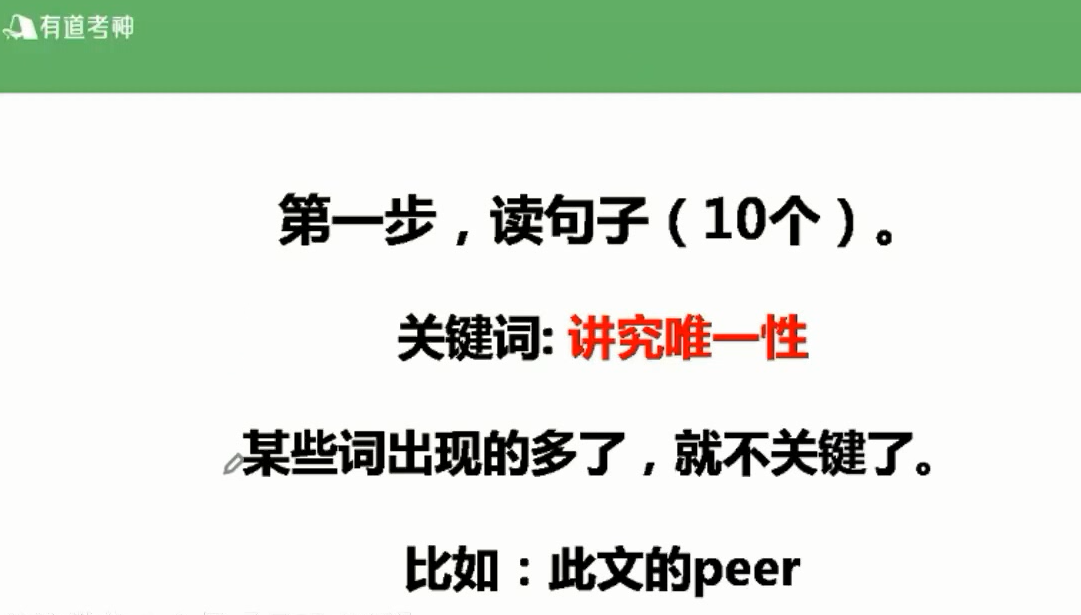 有道考神
第一步，读句子（10个）。
关键词: 讲究唯一性
某些词出现的多了，就不关键了。
比如：此文的peer